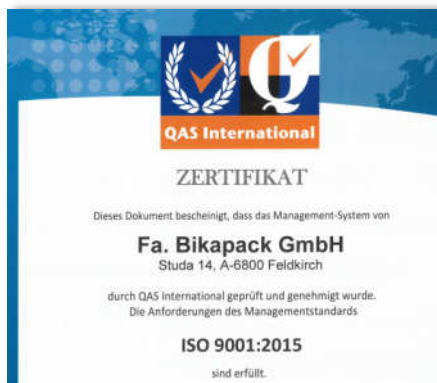 QAS International
ZERTIFIKAT
Dieses Dokument bescheinigt, dass das Management-System von
Fa. Bikapack GmbH
Studa 14, A-6800 Feldkirch
durch QAS International geprüft und genehmigt wurde.
Die Anforderungen des Managementstandards
ISO 9001:2015
sind erfüllt.